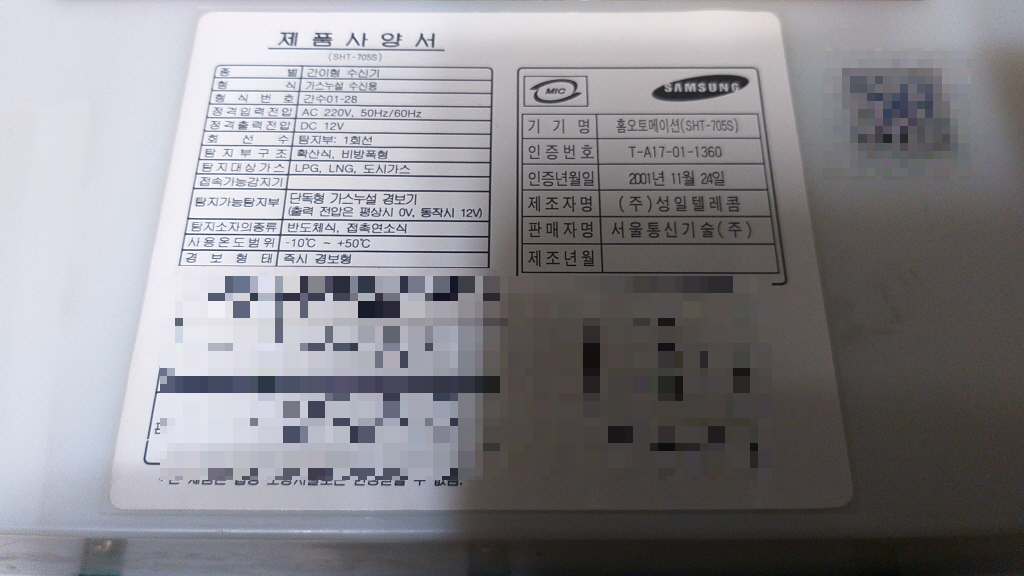 제품사양서
(SHT-705S)
종 별 간이형 수신기
형 식 가스누설 수신용
형 식 번 호 간수01-28
정격입력전압 AC 220V, 50Hz/60Hz
정격출력전압 DC 12V
회 선 수 탐지부: 1회선
탐 지 부 구 조 확산식, 비방폭형
탐 지 대 상 가 스 LPG, LNG, 도시가스
접속가능감지기
탐지가능탐지부 단독형 가스누설 경보기
(출력 전압은 평상시 0V, 동작시 12V)
탐지소자의종류 반도체식, 접촉연소식
사 용 온 도 범 위 -10℃ ~ +50℃
경 보 형 태 즉시 경보형
MIC SAMSUNG
기 기 명 홈오토메이션(SHT-705S)
인증번호 T-A17-01-1360
인증년월일 2001년 11월 24일
제조자명 (주)성일텔레콤
판매자명 서울통신기술(주)
제조년월